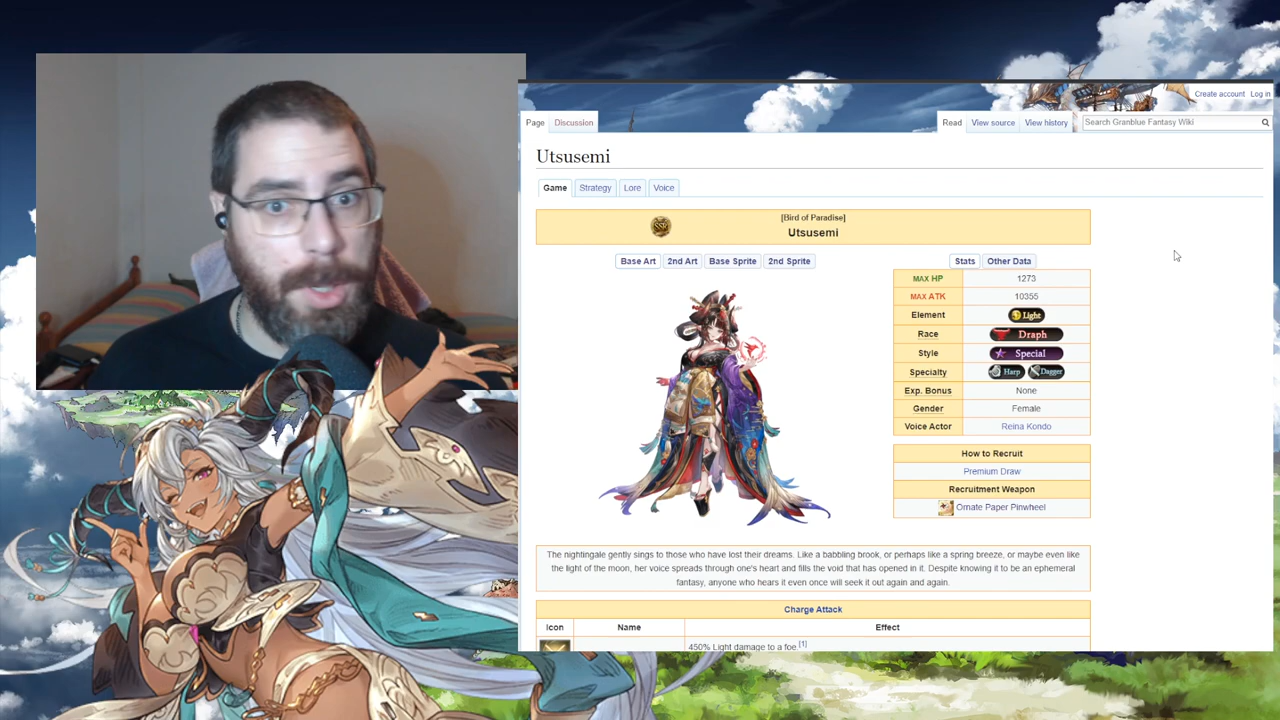 Create account Log in
Page Discussion Read View source View history Search Granblue Fantasy Wiki
Utsusemi
Game Strategy Lore Voice
SSR
[Bird of Paradise]
Utsusemi
Base Art 2nd Art Base Sprite 2nd Sprite
Stats Other Data
MAX HP 1273
MAX ATK 10355
Element Light
Race Draph
Style Special
Specialty Harp Dagger
Exp. Bonus None
Gender Female
Voice Actor Reina Kondo
How to Recruit
Premium Draw
Recruitment Weapon
Ornate Paper Pinwheel
The nightingale gently sings to those who have lost their dreams. Like a babbling brook, or perhaps like a spring breeze, or maybe even like
the light of the moon, her voice spreads through one's heart and fills the void that has opened in it. Despite knowing it to be an ephemeral
fantasy, anyone who hears it even once will seek it out again and again.
Charge Attack
Icon Name Effect
450% Light damage to a foe.[1]